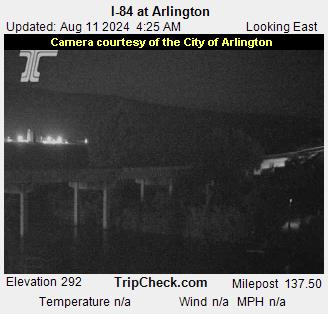 I-84 at Arlington
Updated: Aug 11 2024 4:25 AM Looking East
Camera courtesy of the City of Arlington
Elevation 292 TripCheck.com Milepost 137.50
Temperature n/a Wind n/a MPH n/a